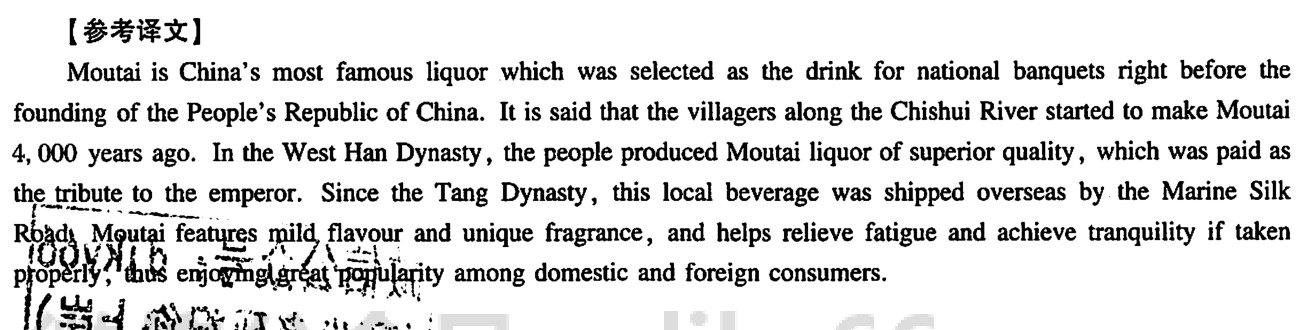 【参考译文】
Moutai is China's most famous liquor which was selected as the drink for national banquets right before the
founding of the People's Republic of China. It is said that the villagers along the Chishui River started to make Moutai
4,000 years ago. In the West Han Dynasty, the people produced Moutai liquor of superior quality, which was paid as
the tribute to the emperor. Since the Tang Dynasty, this local beverage was shipped overseas by the Marine Silk
Road. Moutai features mild flavour and unique fragrance, and helps relieve fatigue and achieve tranquility if taken
properly, thus enjoying great popularity among domestic and foreign consumers.